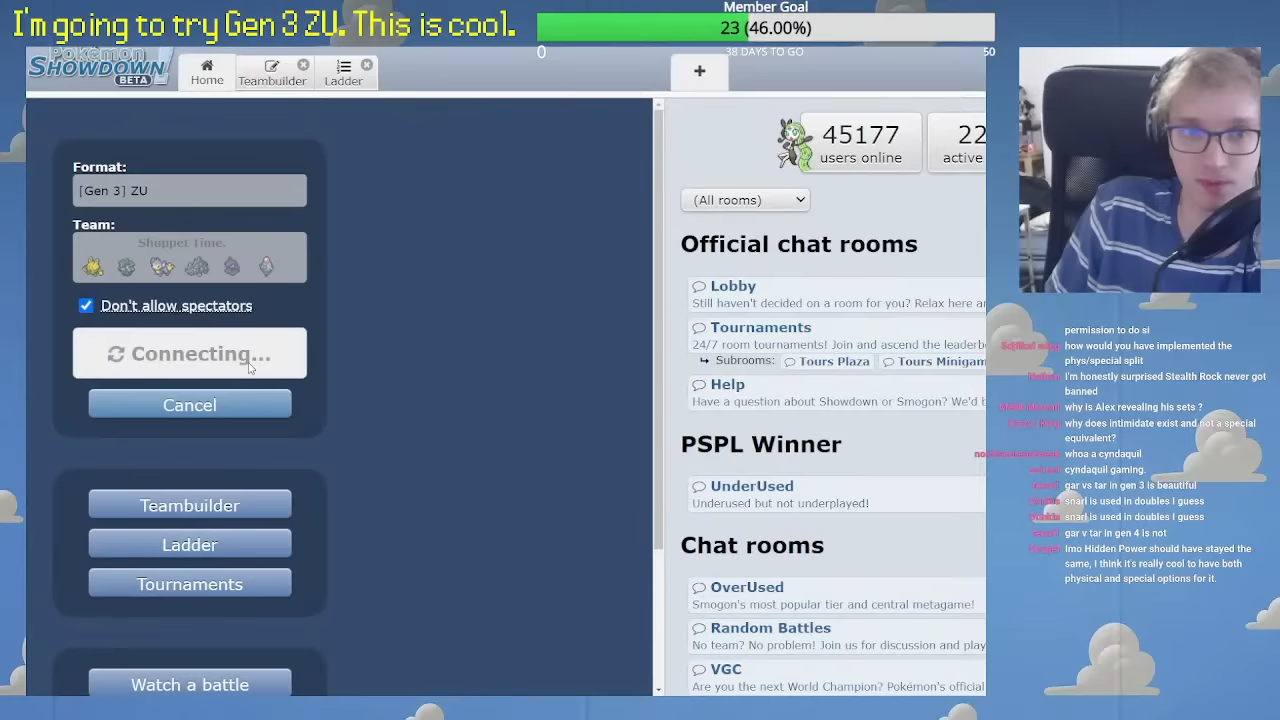 I'm going to try Gen 3 ZU. This is cool.
Member Goal
23 (46.00%)
0
38 DAYS TO GO
50
Pokémon
SHOWDOWN!
BETA
Home
Teambuilder
Ladder
+
Format:
[Gen 3] ZU
Team:
Shuppet Time.
Don't allow spectators
Connecting...
Cancel
Teambuilder
Ladder
Tournaments
Watch a battle
45177
users online
22
active
(All rooms)
Official chat rooms
Lobby
Still haven't decided on a room for you? Relax here an
Tournaments
24/7 room tournaments! Join and ascend the leaderb
Subrooms: Tours Plaza Tours Minigam
Help
Have a question about Showdown or Smogon? We'd b
PSPL Winner
UnderUsed
Underused but not underplayed!
Chat rooms
OverUsed
Smogon's most popular tier and central metagame!
Random Battles
No team? No problem! Join us for discussion and play
VGC
Are you the next World Champion? Pokémon's official
permission to do si
how would you have implemented the
phys/special split
I'm honestly surprised Stealth Rock never got
banned
why is Alex revealing his sets ?
why does intimidate exist and not a special
equivalent?
whoa a cyndaquil
cyndaquil gaming.
gar vs tar in gen 3 is beautiful
snarl is used in doubles I guess
snarl is used in doubles I guess
gar v tar in gen 4 is not
Imo Hidden Power should have stayed the
same, I think it's really cool to have both
physical and special options for it.